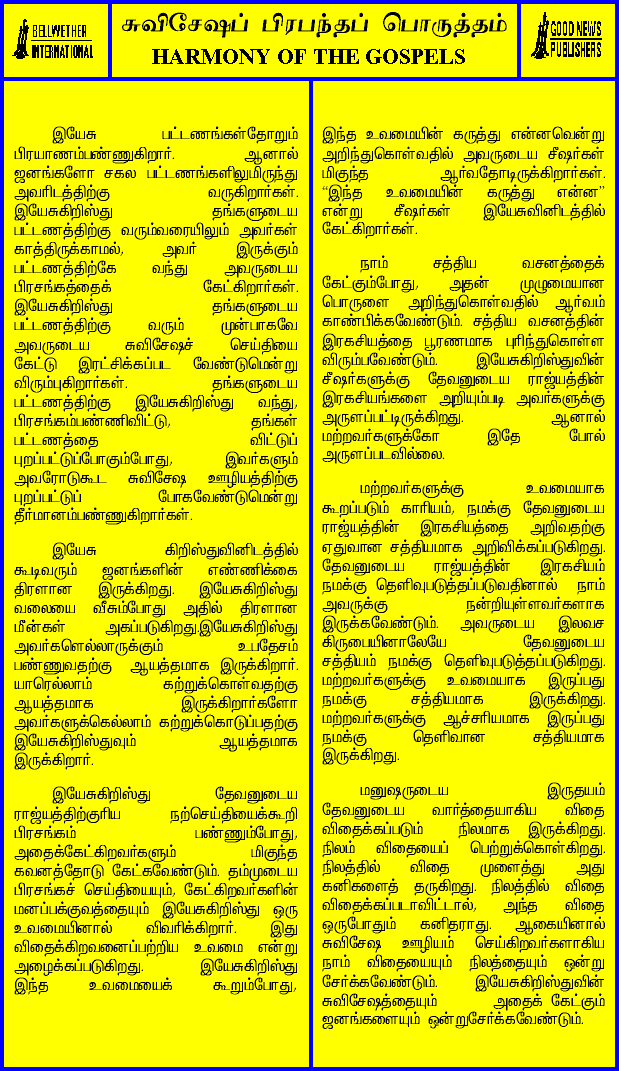 BELLWETHER
INTERNATIONAL
சுவிசேஷப் பிரபந்தப் பொருத்தம்
HARMONY OF THE GOSPELS
GOOD NEWS
PUBLISHERS
இயேசு பட்டணங்கள்தோறும்
பிரயாணம்பண்ணுகிறார். ஆனால்
ஜனங்களோ சகல பட்டணங்களிலுமிருந்து
அவரிடத்திற்கு வருகிறார்கள்.
இயேசுகிறிஸ்து தங்களுடைய
பட்டணத்திற்கு வரும்வரையிலும் அவர்கள்
காத்திருக்காமல், அவர் இருக்கும்
பட்டணத்திற்கே வந்து அவருடைய
பிரசங்கத்தைக் கேட்கிறார்கள்.
இயேசுகிறிஸ்து தங்களுடைய
பட்டணத்திற்கு வரும் முன்பாகவே
அவருடைய சுவிசேஷச் செய்தியை
கேட்டு இரட்சிக்கப்பட வேண்டுமென்று
விரும்புகிறார்கள். தங்களுடைய
பட்டணத்திற்கு இயேசுகிறிஸ்து வந்து,
பிரசங்கம்பண்ணிவிட்டு, தங்கள்
பட்டணத்தை விட்டுப்
புறப்பட்டுப்போகும்போது, இவர்களும்
அவரோடுகூட சுவிசேஷ ஊழியத்திற்கு
புறப்பட்டுப் போகவேண்டுமென்று
தீர்மானம்பண்ணுகிறார்கள்.
இயேசு கிறிஸ்துவினிடத்தில்
கூடிவரும் ஜனங்களின் எண்ணிக்கை
திரளான இருக்கிறது. இயேசுகிறிஸ்து
வலையை வீசும்போது அதில் திரளான
மீன்கள் அகப்படுகிறது.இயேசுகிறிஸ்து
அவர்களெல்லாருக்கும் உபதேசம்
பண்ணுவதற்கு ஆயத்தமாக இருக்கிறார்.
யாரெல்லாம் கற்றுக்கொள்வதற்கு
ஆயத்தமாக இருக்கிறார்களோ
அவர்களுக்கெல்லாம் கற்றுக்கொடுப்பதற்கு
இயேசுகிறிஸ்துவும் ஆயத்தமாக
இருக்கிறார்.
இயேசுகிறிஸ்து தேவனுடைய
ராஜ்யத்திற்குரிய நற்செய்தியைக்கூறி
பிரசங்கம் பண்ணும்போது,
அதைக்கேட்கிறவர்களும் மிகுந்த
கவனத்தோடு கேட்கவேண்டும். தம்முடைய
பிரசங்கச் செய்தியையும், கேட்கிறவர்களின்
மனப்பக்குவத்தையும் இயேசுகிறிஸ்து ஒரு
உவமையினால் விவரிக்கிறார். இது
விதைக்கிறவனைப்பற்றிய உவமை என்று
அழைக்கப்படுகிறது. இயேசுகிறிஸ்து
இந்த உவமையைக் கூறும்போது,
இந்த உவமையின் கருத்து என்னவென்று
அறிந்துகொள்வதில் அவருடைய சீஷர்கள்
மிகுந்த ஆர்வதோடிருக்கிறார்கள்.
“இந்த உவமையின் கருத்து என்ன”
என்று சீஷர்கள் இயேசுவினிடத்தில்
கேட்கிறார்கள்.
நாம் சத்திய வசனத்தைக்
கேட்கும்போது, அதன் முழுமையான
பொருளை அறிந்துகொள்வதில் ஆர்வம்
காண்பிக்கவேண்டும். சத்திய வசனத்தின்
இரகசியத்தை பூரணமாக புரிந்துகொள்ள
விரும்பவேண்டும். இயேசுகிறிஸ்துவின்
சீஷர்களுக்கு தேவனுடைய ராஜ்யத்தின்
இரகசியங்களை அறியும்படி அவர்களுக்கு
அருளப்பட்டிருக்கிறது. ஆனால்
மற்றவர்களுக்கோ இதே போல்
அருளப்படவில்லை.
மற்றவர்களுக்கு உவமையாக
கூறப்படும் காரியம், நமக்கு தேவனுடைய
ராஜ்யத்தின் இரகசியத்தை அறிவதற்கு
ஏதுவான சத்தியமாக அறிவிக்கப்படுகிறது.
தேவனுடைய ராஜ்யத்தின் இரகசியம்
நமக்கு தெளிவுபடுத்தப்படுவதினால் நாம்
அவருக்கு நன்றியுள்ளவர்களாக
இருக்கவேண்டும். அவருடைய இலவச
கிருபையினாலேயே தேவனுடைய
சத்தியம் நமக்கு தெளிவுபடுத்தப்படுகிறது.
மற்றவர்களுக்கு உவமையாக இருப்பது
நமக்கு சத்தியமாக இருக்கிறது.
மற்றவர்களுக்கு ஆச்சரியமாக இருப்பது
நமக்கு தெளிவான சத்தியமாக
இருக்கிறது.
மனுஷருடைய இருதயம்
தேவனுடைய வார்த்தையாகிய விதை
விதைக்கப்படும் நிலமாக இருக்கிறது.
நிலம் விதையைப் பெற்றுக்கொள்கிறது.
நிலத்தில் விதை முளைத்து அது
கனிகளைத் தருகிறது. நிலத்தில் விதை
விதைக்கப்படாவிட்டால், அந்த விதை
ஒருபோதும் கனிதராது. ஆகையினால்
சுவிசேஷ ஊழியம் செய்கிறவர்களாகிய
நாம் விதையையும் நிலத்தையும் ஒன்று
சேர்க்கவேண்டும். இயேசுகிறிஸ்துவின்
சுவிசேஷத்தையும் அதைக் கேட்கும்
ஜனங்களையும் ஒன்றுசேர்க்கவேண்டும்.